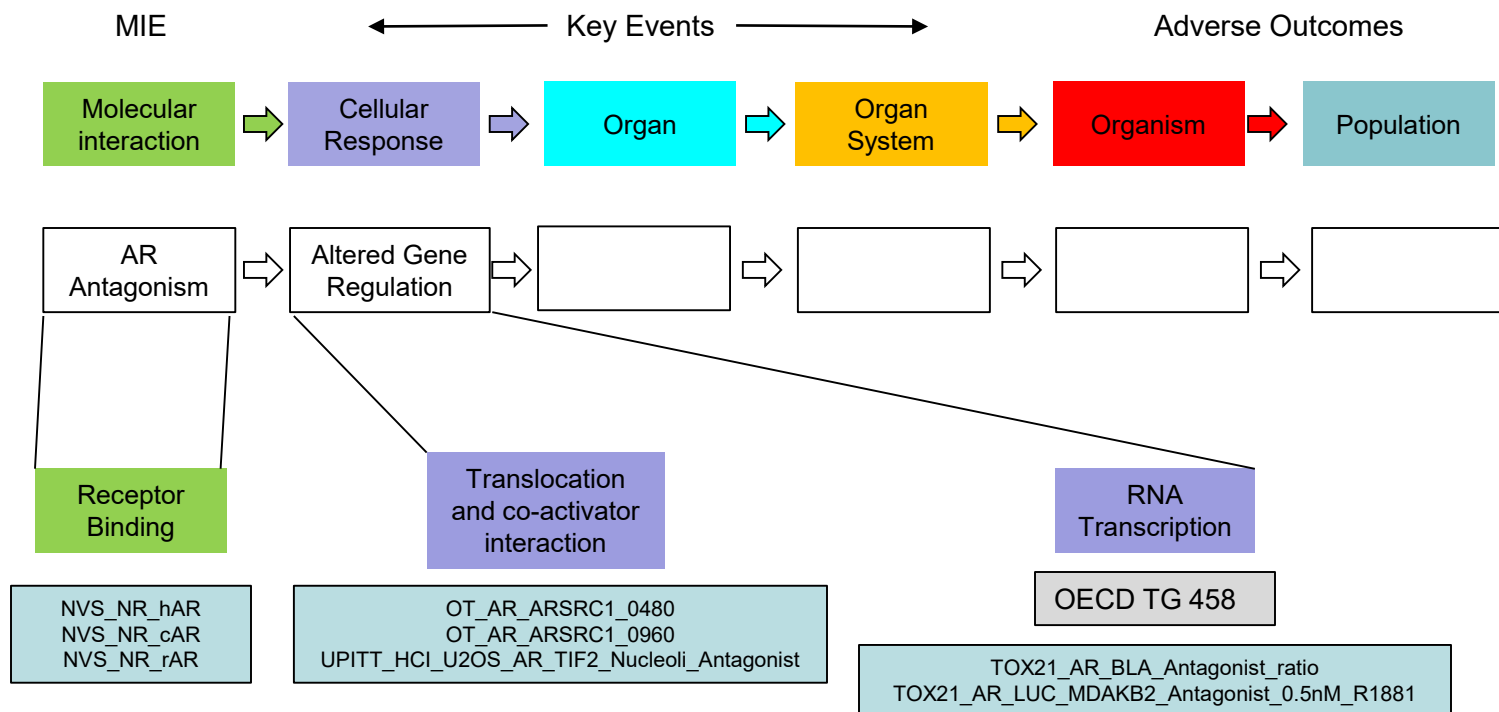 MIE
Key Events
Adverse Outcomes
Molecular
interaction
Cellular
Response
Organ
Organ
System
Organism
Population
AR
Antagonism
Altered Gene
Regulation
Receptor
Binding
Translocation
and co-activator
interaction
RNA
Transcription
NVS_NR_hAR
NVS_NR_cAR
NVS_NR_rAR
OT_AR_ARSRC1_0480
OT_AR_ARSRC1_0960
UPITT_HCI_U2OS_AR_TIF2_Nucleoli_Antagonist
OECD TG 458
TOX21_AR_BLA_Antagonist_ratio
TOX21_AR_LUC_MDAKB2_Antagonist_0.5nM_R1881